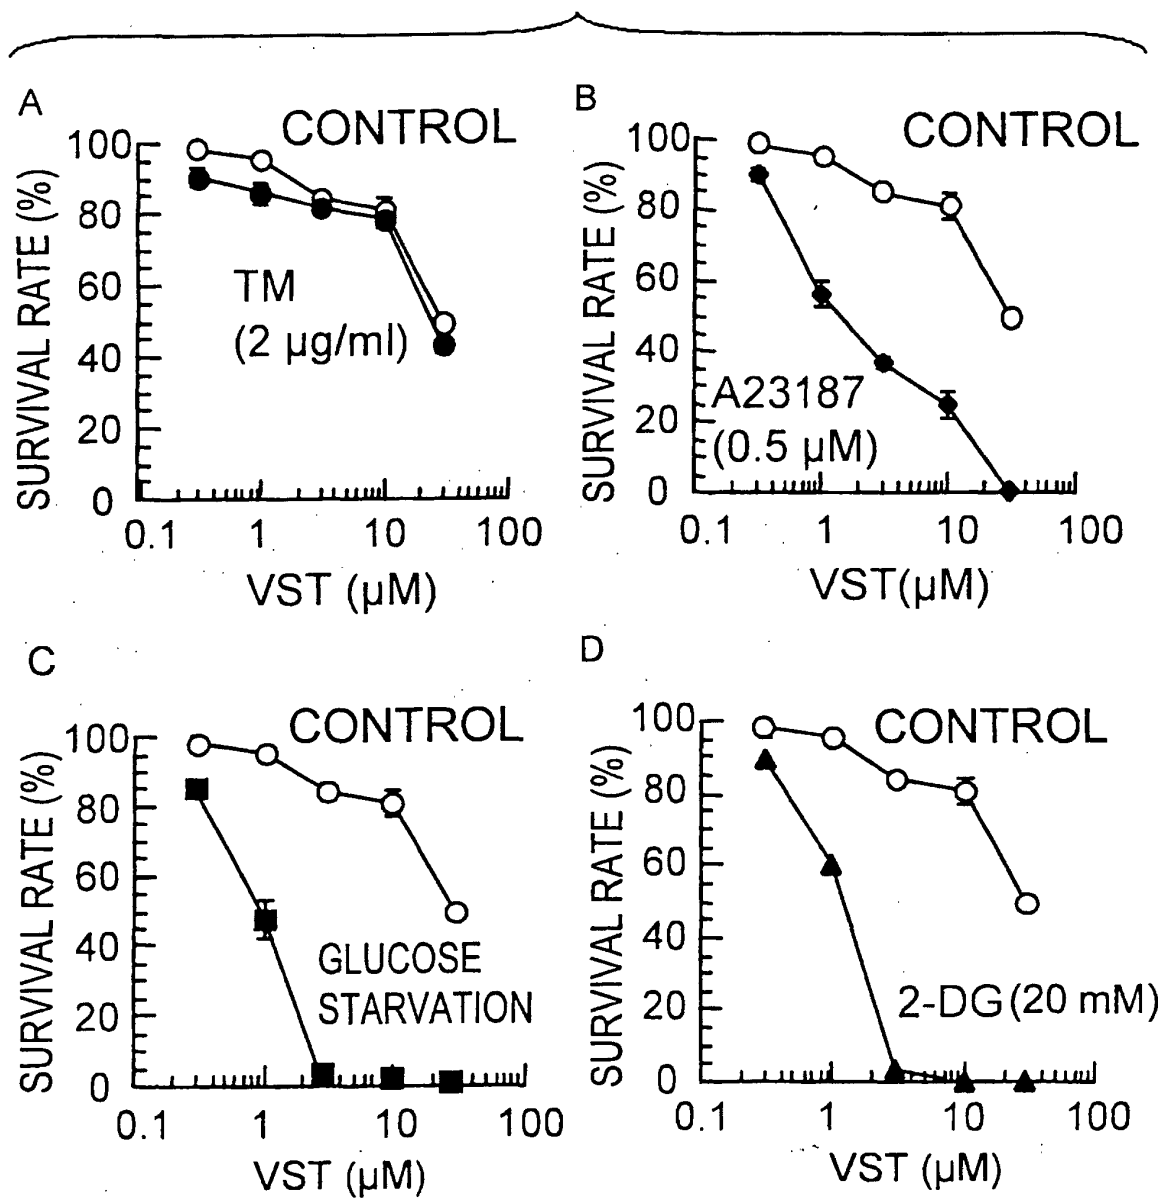 A
CONTROL
SURVIVAL RATE (%)
100
80
60
40
20
0
TM
(2 µg/ml)
0.1 1 10 100
VST (µM)
B
CONTROL
SURVIVAL RATE (%)
100
80
60
40
20
0
A23187
(0.5 µM)
0.1 1 10 100
VST(µM)
C
CONTROL
SURVIVAL RATE (%)
100
80
60
40
20
0
GLUCOSE
STARVATION
0.1 1 10 100
VST (µM)
D
CONTROL
SURVIVAL RATE (%)
100
80
60
40
20
0
2-DG (20 mM)
0.1 1 10 100
VST (µM)